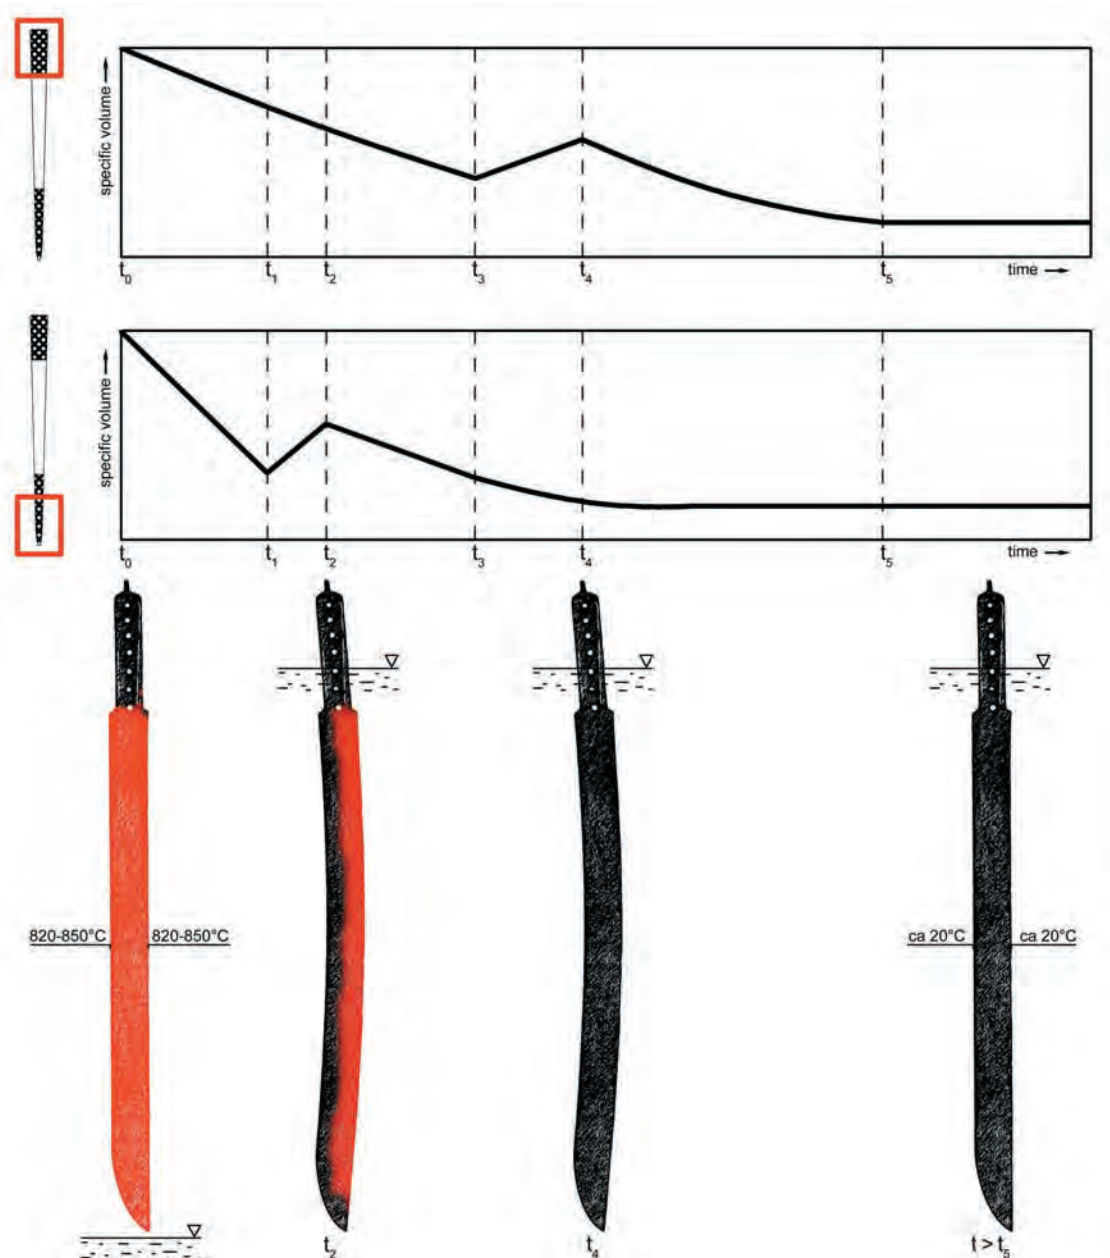 specific volume
t0 t1 t2 t3 t4 t5 time
specific volume
t0 t1 t2 t3 t4 t5 time
820-850°C 820-850°C ca 20°C ca 20°C
t2 t4 t > t5